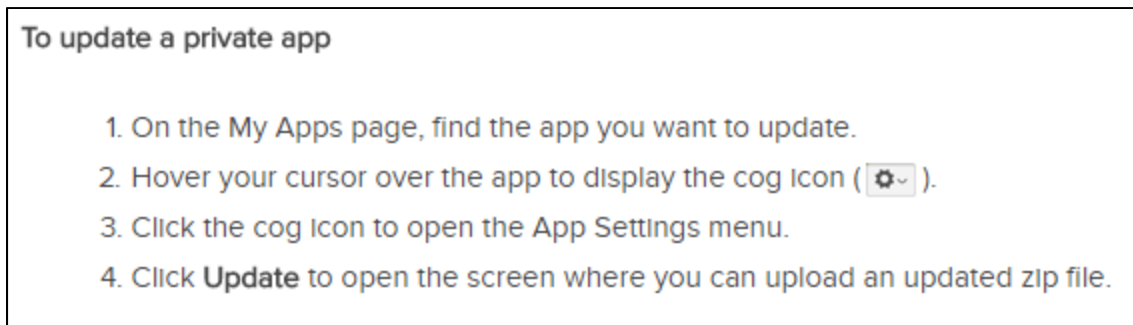 To update a private app
1. On the My Apps page, find the app you want to update.
2. Hover your cursor over the app to display the cog icon ( ).
3. Click the cog icon to open the App Settings menu.
4. Click Update to open the screen where you can upload an updated zip file.